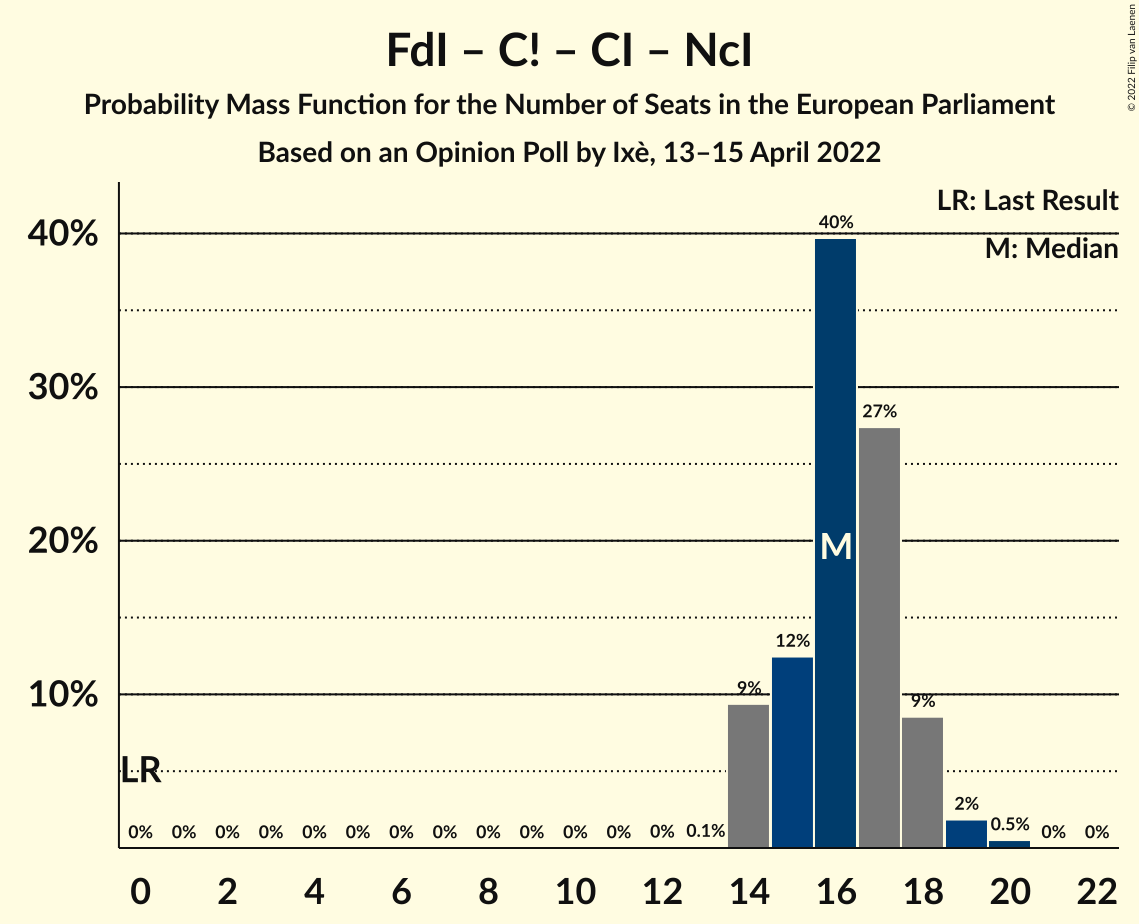 FdI – C! – CI – NcI
Probability Mass Function for the Number of Seats in the European Parliament
Based on an Opinion Poll by Ixè, 13–15 April 2022
© 2022 Filip van Laenen
LR: Last Result
M: Median
40%
30%
20%
10%
LR
0% 0% 0% 0% 0% 0% 0% 0% 0% 0% 0% 0% 0% 0.1% 9% 12% 40% 27% 9% 2% 0.5% 0% 0%
M
0 2 4 6 8 10 12 14 16 18 20 22